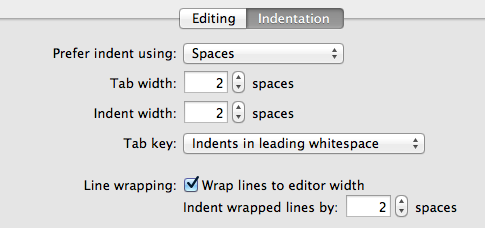 Editing Indentation
Prefer indent using: Spaces
Tab width: 2 spaces
Indent width: 2 spaces
Tab key: Indents in leading whitespace
Line wrapping: Wrap lines to editor width
Indent wrapped lines by: 2 spaces